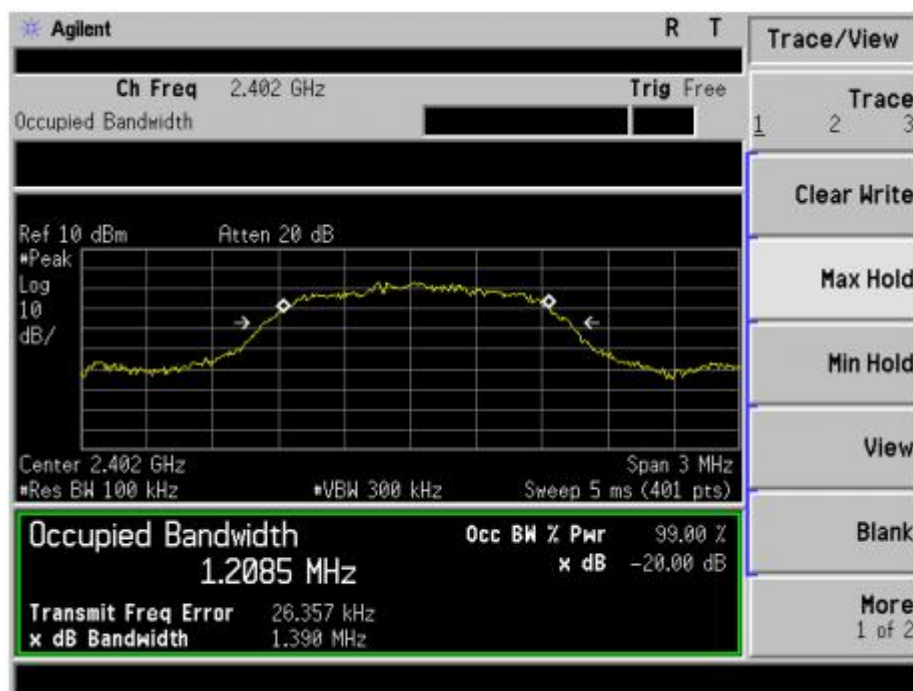 Agilent R T
Ch Freq 2.402 GHz Trig Free
Occupied Bandwidth
Ref 10 dBm Atten 20 dB
#Peak
Log
10
dB/
Center 2.402 GHz Span 3 MHz
#Res BW 100 kHz #VBW 300 kHz Sweep 5 ms (401 pts)
Occupied Bandwidth Occ BW % Pwr 99.00 %
1.2085 MHz x dB -20.00 dB
Transmit Freq Error 26.357 kHz
x dB Bandwidth 1.390 MHz
Trace/View
Trace
1 2 3
Clear Write
Max Hold
Min Hold
View
Blank
More
1 of 2